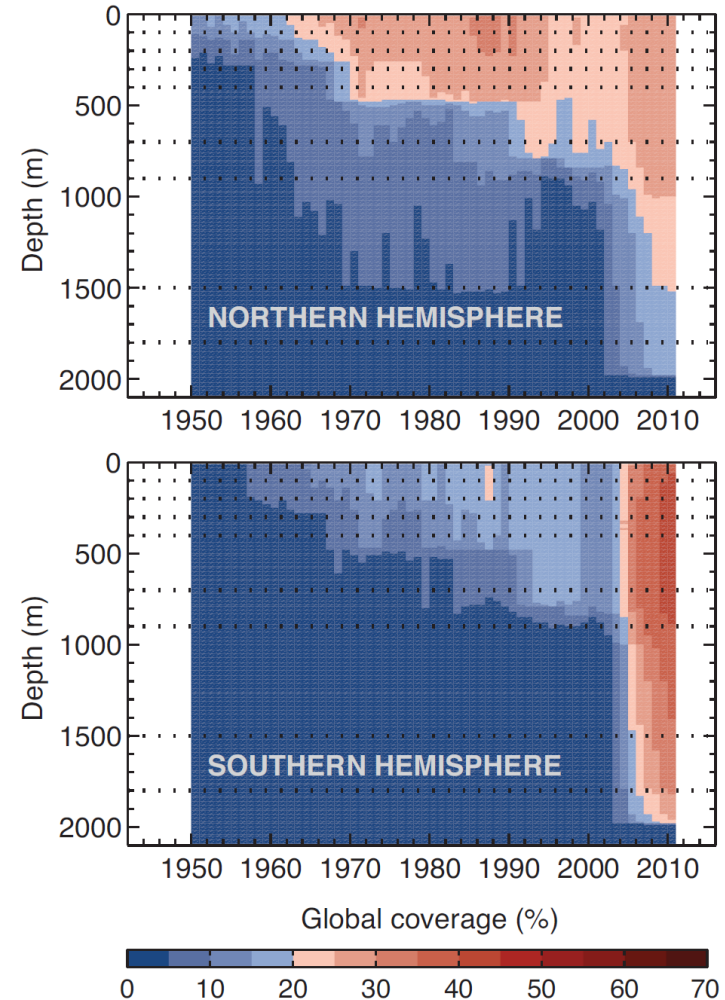 0
500
1000
1500
2000
Depth (m)
NORTHERN HEMISPHERE
1950 1960 1970 1980 1990 2000 2010
0
500
1000
1500
2000
Depth (m)
SOUTHERN HEMISPHERE
1950 1960 1970 1980 1990 2000 2010
Global coverage (%)
0 10 20 30 40 50 60 70